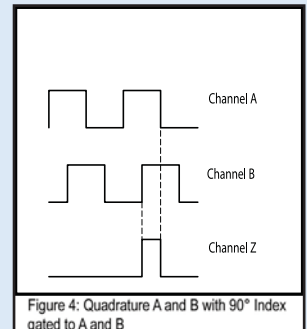 Channel A
Channel B
Channel Z
Figure 4: Quadrature A and B with 90° Index
gated to A and B